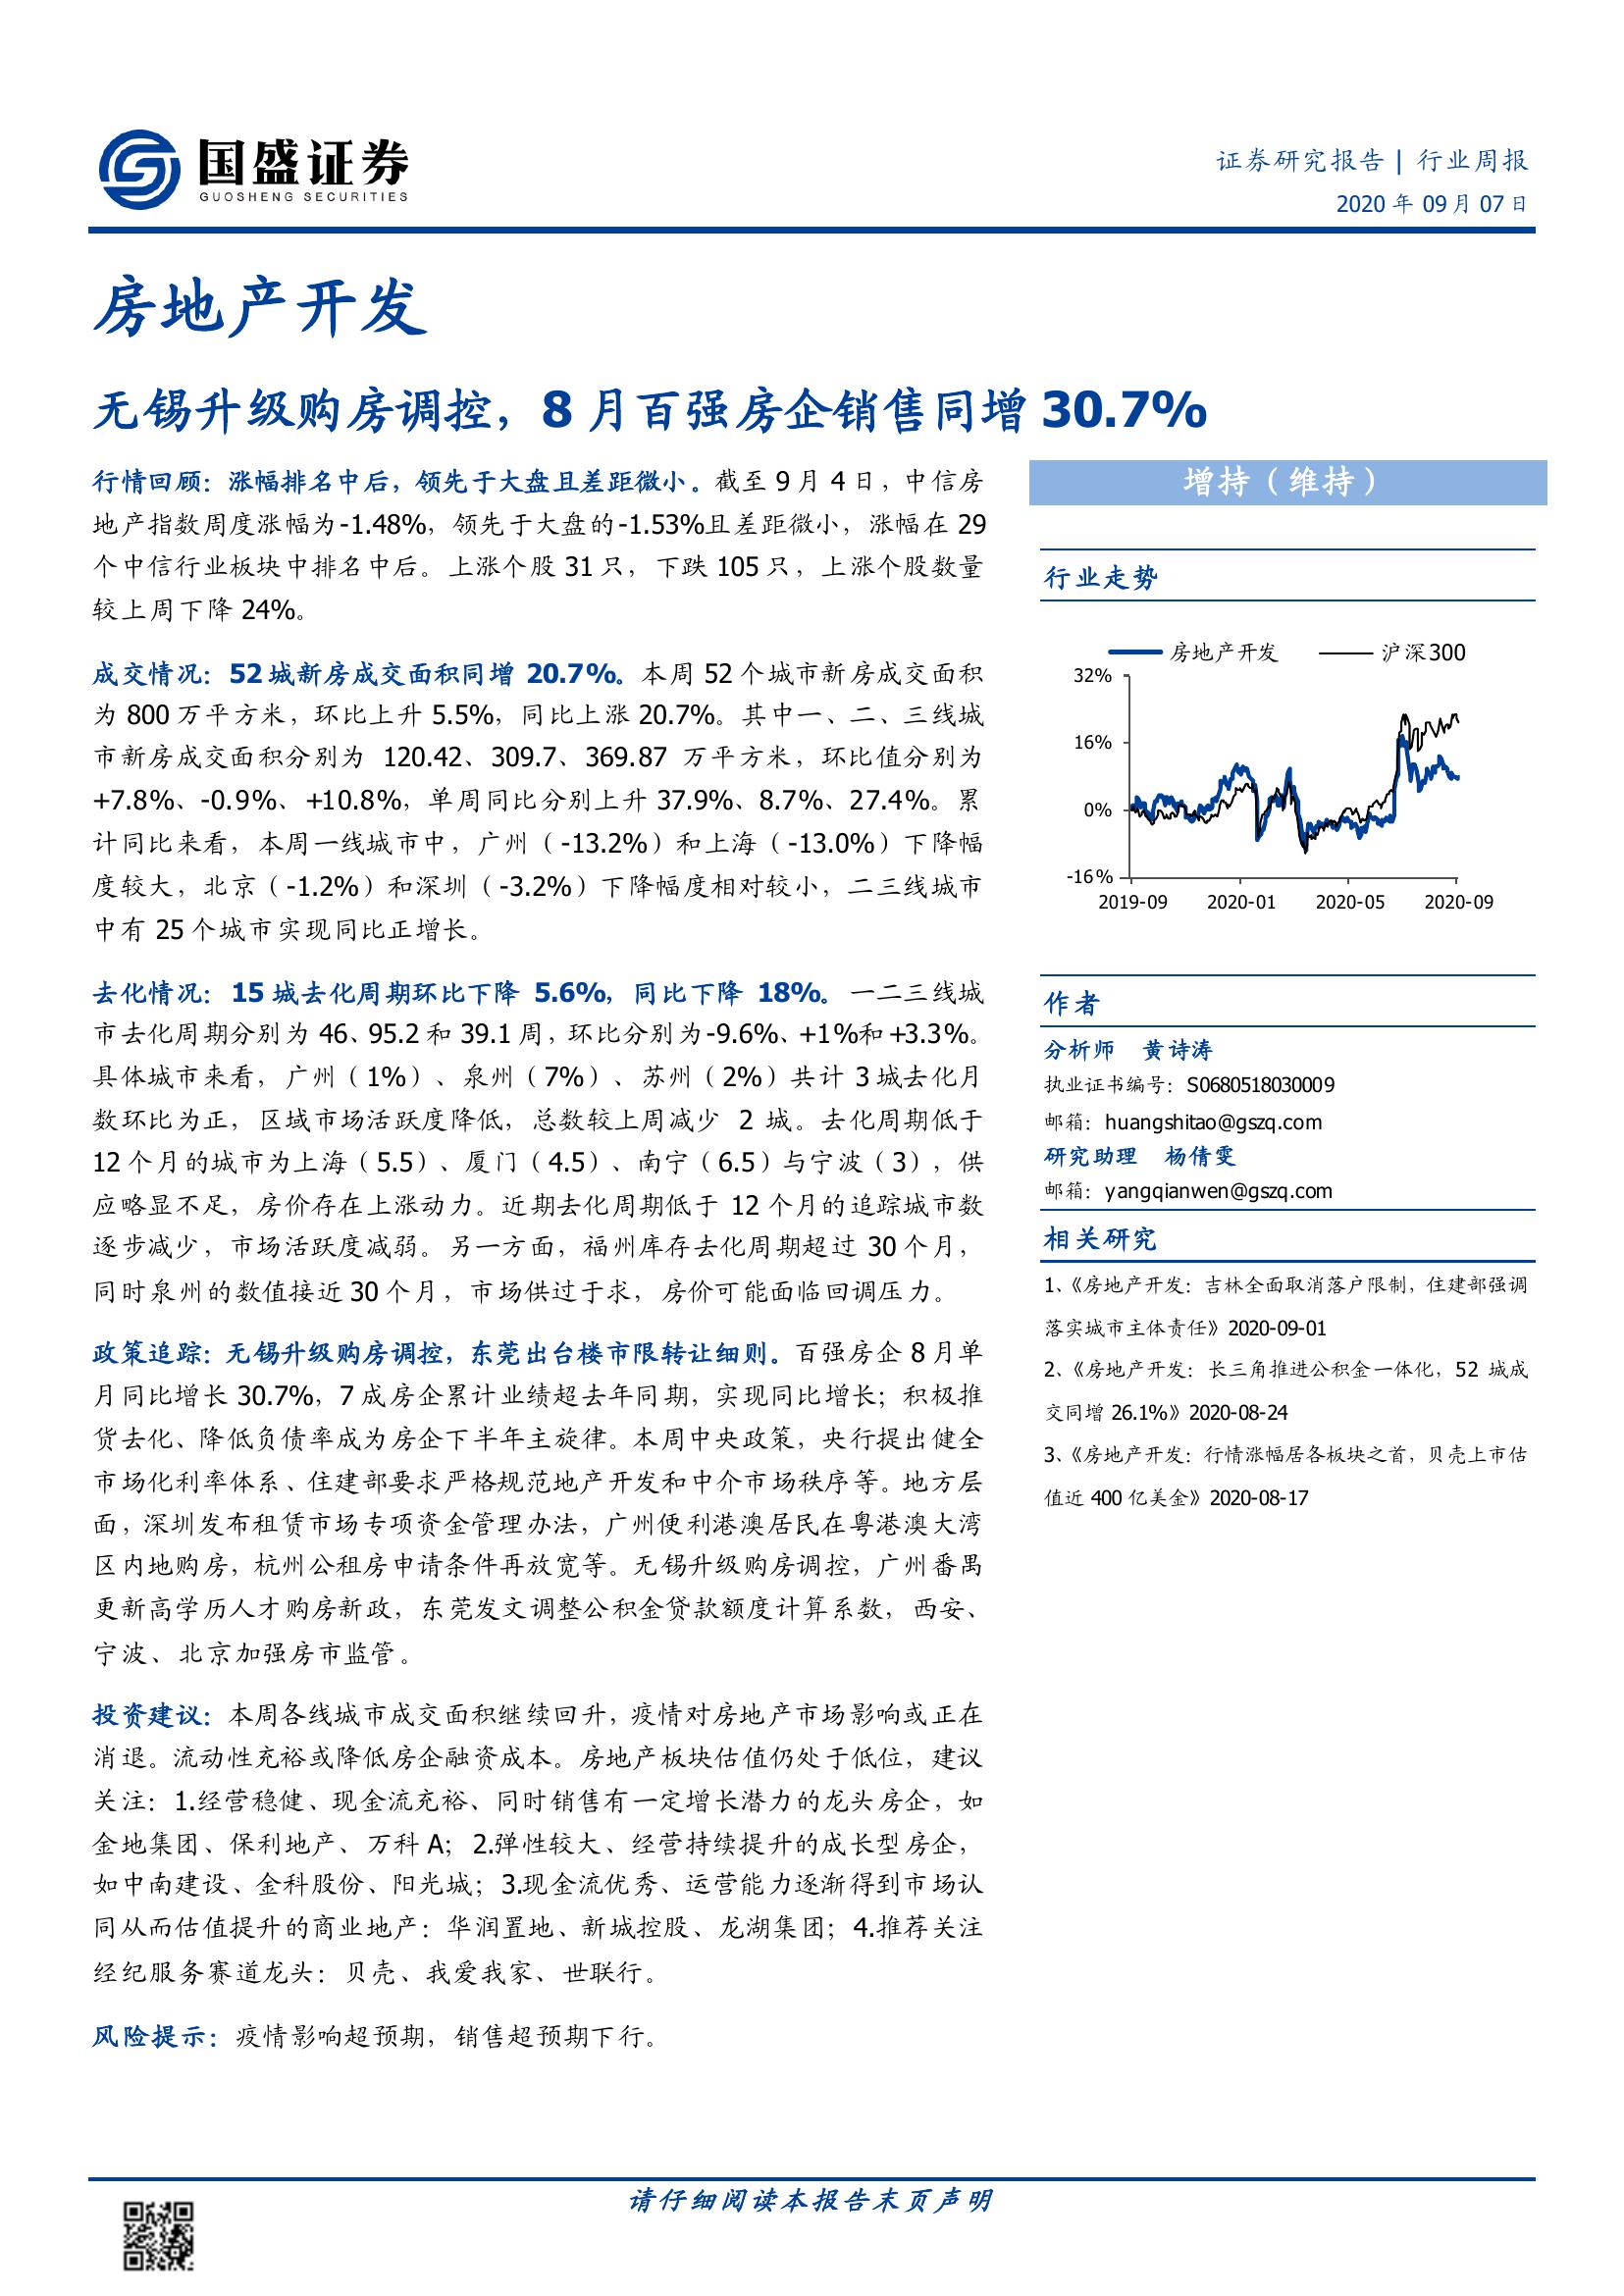 国盛证券
GUOSHENG SECURITIES
证券研究报告 | 行业周报
2020 年 09 月 07 日
房地产开发
无锡升级购房调控，8 月百强房企销售同增 30.7%
行情回顾：涨幅排名中后，领先于大盘且差距微小。截至 9 月 4 日，中信房
地产指数周度涨幅为-1.48%，领先于大盘的-1.53%且差距微小，涨幅在 29
个中信行业板块中排名中后。上涨个股 31 只，下跌 105 只，上涨个股数量
较上周下降 24%。
成交情况：52 城新房成交面积同增 20.7%。本周 52 个城市新房成交面积
为 800 万平方米，环比上升 5.5%，同比上涨 20.7%。其中一、二、三线城
市新房成交面积分别为 120.42、309.7、369.87 万平方米，环比值分别为
+7.8%、-0.9%、+10.8%，单周同比分别上升 37.9%、8.7%、27.4%。累
计同比来看，本周一线城市中，广州（-13.2%）和上海（-13.0%）下降幅
度较大，北京（-1.2%）和深圳（-3.2%）下降幅度相对较小，二三线城市
中有 25 个城市实现同比正增长。
去化情况：15 城去化周期环比下降 5.6%，同比下降 18%。一二三线城
市去化周期分别为 46、95.2 和 39.1 周，环比分别为-9.6%、+1%和+3.3%。
具体城市来看，广州（1%）、泉州（7%）、苏州（2%）共计 3 城去化月
数环比为正，区域市场活跃度降低，总数较上周减少 2 城。去化周期低于
12 个月的城市为上海（5.5）、厦门（4.5）、南宁（6.5）与宁波（3），供
应略显不足，房价存在上涨动力。近期去化周期低于 12 个月的追踪城市数
逐步减少，市场活跃度减弱。另一方面，福州库存去化周期超过 30 个月，
同时泉州的数值接近 30 个月，市场供过于求，房价可能面临回调压力。
政策追踪：无锡升级购房调控，东莞出台楼市限转让细则。百强房企 8 月单
月同比增长 30.7%，7 成房企累计业绩超去年同期，实现同比增长；积极推
货去化、降低负债率成为房企下半年主旋律。本周中央政策，央行提出健全
市场化利率体系、住建部要求严格规范地产开发和中介市场秩序等。地方层
面，深圳发布租赁市场专项资金管理办法，广州便利港澳居民在粤港澳大湾
区内地购房，杭州公租房申请条件再放宽等。无锡升级购房调控，广州番禺
更新高学历人才购房新政，东莞发文调整公积金贷款额度计算系数，西安、
宁波、北京加强房市监管。
投资建议：本周各线城市成交面积继续回升，疫情对房地产市场影响或正在
消退。流动性充裕或降低房企融资成本。房地产板块估值仍处于低位，建议
关注：1.经营稳健、现金流充裕、同时销售有一定增长潜力的龙头房企，如
金地集团、保利地产、万科 A；2.弹性较大、经营持续提升的成长型房企，
如中南建设、金科股份、阳光城；3.现金流优秀、运营能力逐渐得到市场认
同从而估值提升的商业地产：华润置地、新城控股、龙湖集团；4.推荐关注
经纪服务赛道龙头：贝壳、我爱我家、世联行。
风险提示：疫情影响超预期，销售超预期下行。
增持（维持）
行业走势
房地产开发 沪深300
32%
16%
0%
-16%
2019-09 2020-01 2020-05 2020-09
作者
分析师 黄诗涛
执业证书编号：S0680518030009
邮箱：huangshitao@gszq.com
研究助理 杨倩雯
邮箱：yangqianwen@gszq.com
相关研究
1、《房地产开发：吉林全面取消落户限制，住建部强调
落实城市主体责任》2020-09-01
2、《房地产开发：长三角推进公积金一体化，52 城成
交同增 26.1%》2020-08-24
3、《房地产开发：行情涨幅居各板块之首，贝壳上市估
值近 400 亿美金》2020-08-17
请仔细阅读本报告末页声明